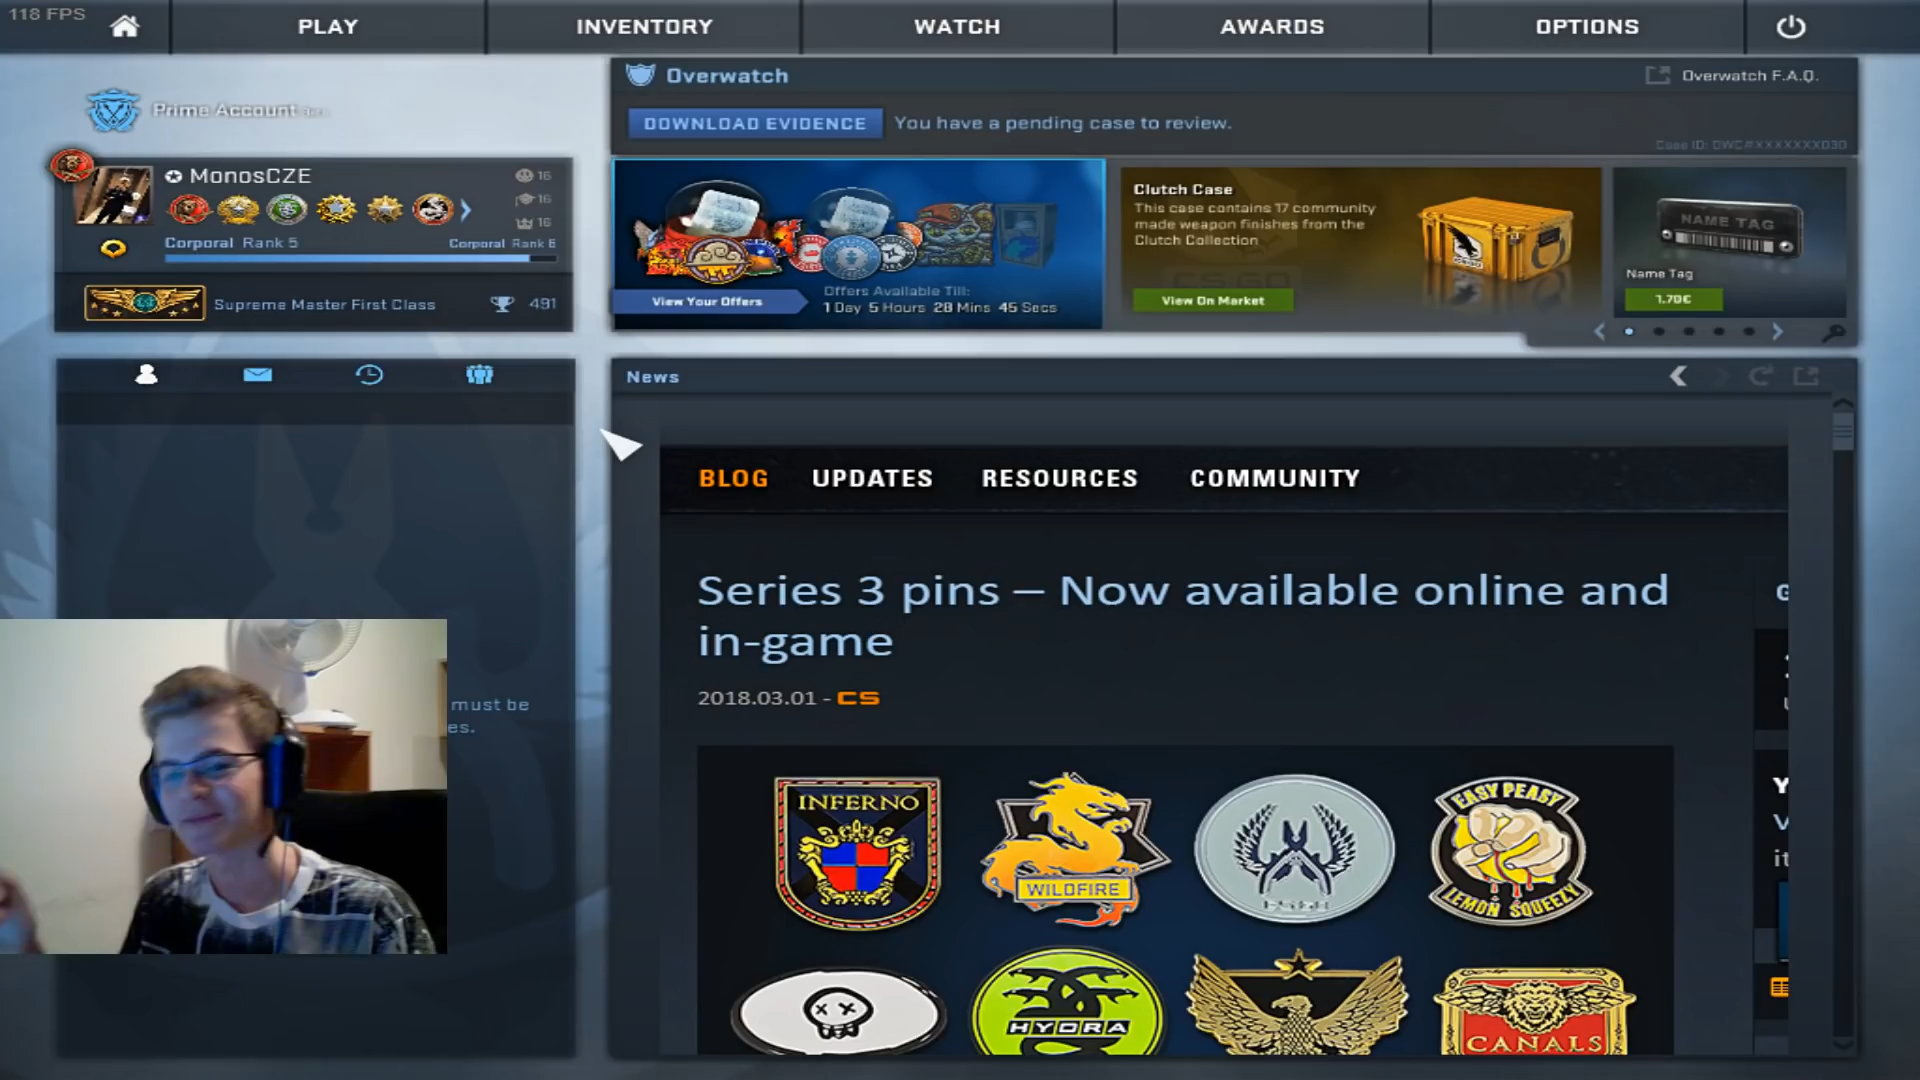 118 FPS
PLAY
INVENTORY
WATCH
AWARDS
OPTIONS
Prime Account
MonosCZE
16
16
16
Corporal Rank 5
Corporal Rank 6
Supreme Master First Class
491
Overwatch
Overwatch F.A.Q.
DOWNLOAD EVIDENCE
You have a pending case to review.
View Your Offers
Offers Available Till:
1 Day 5 Hours 28 Mins 45 Secs
Clutch Case
This case contains 17 community
made weapon finishes from the
Clutch Collection
View On Market
NAME TAG
Name Tag
1.70€
must be
es.
News
BLOG
UPDATES
RESOURCES
COMMUNITY
Series 3 pins – Now available online and
in-game
2018.03.01 - CS
INFERNO
WILDFIRE
CS:GO
EASY PEASY
LEMON SQUEEZY
HYDRA
CANALS